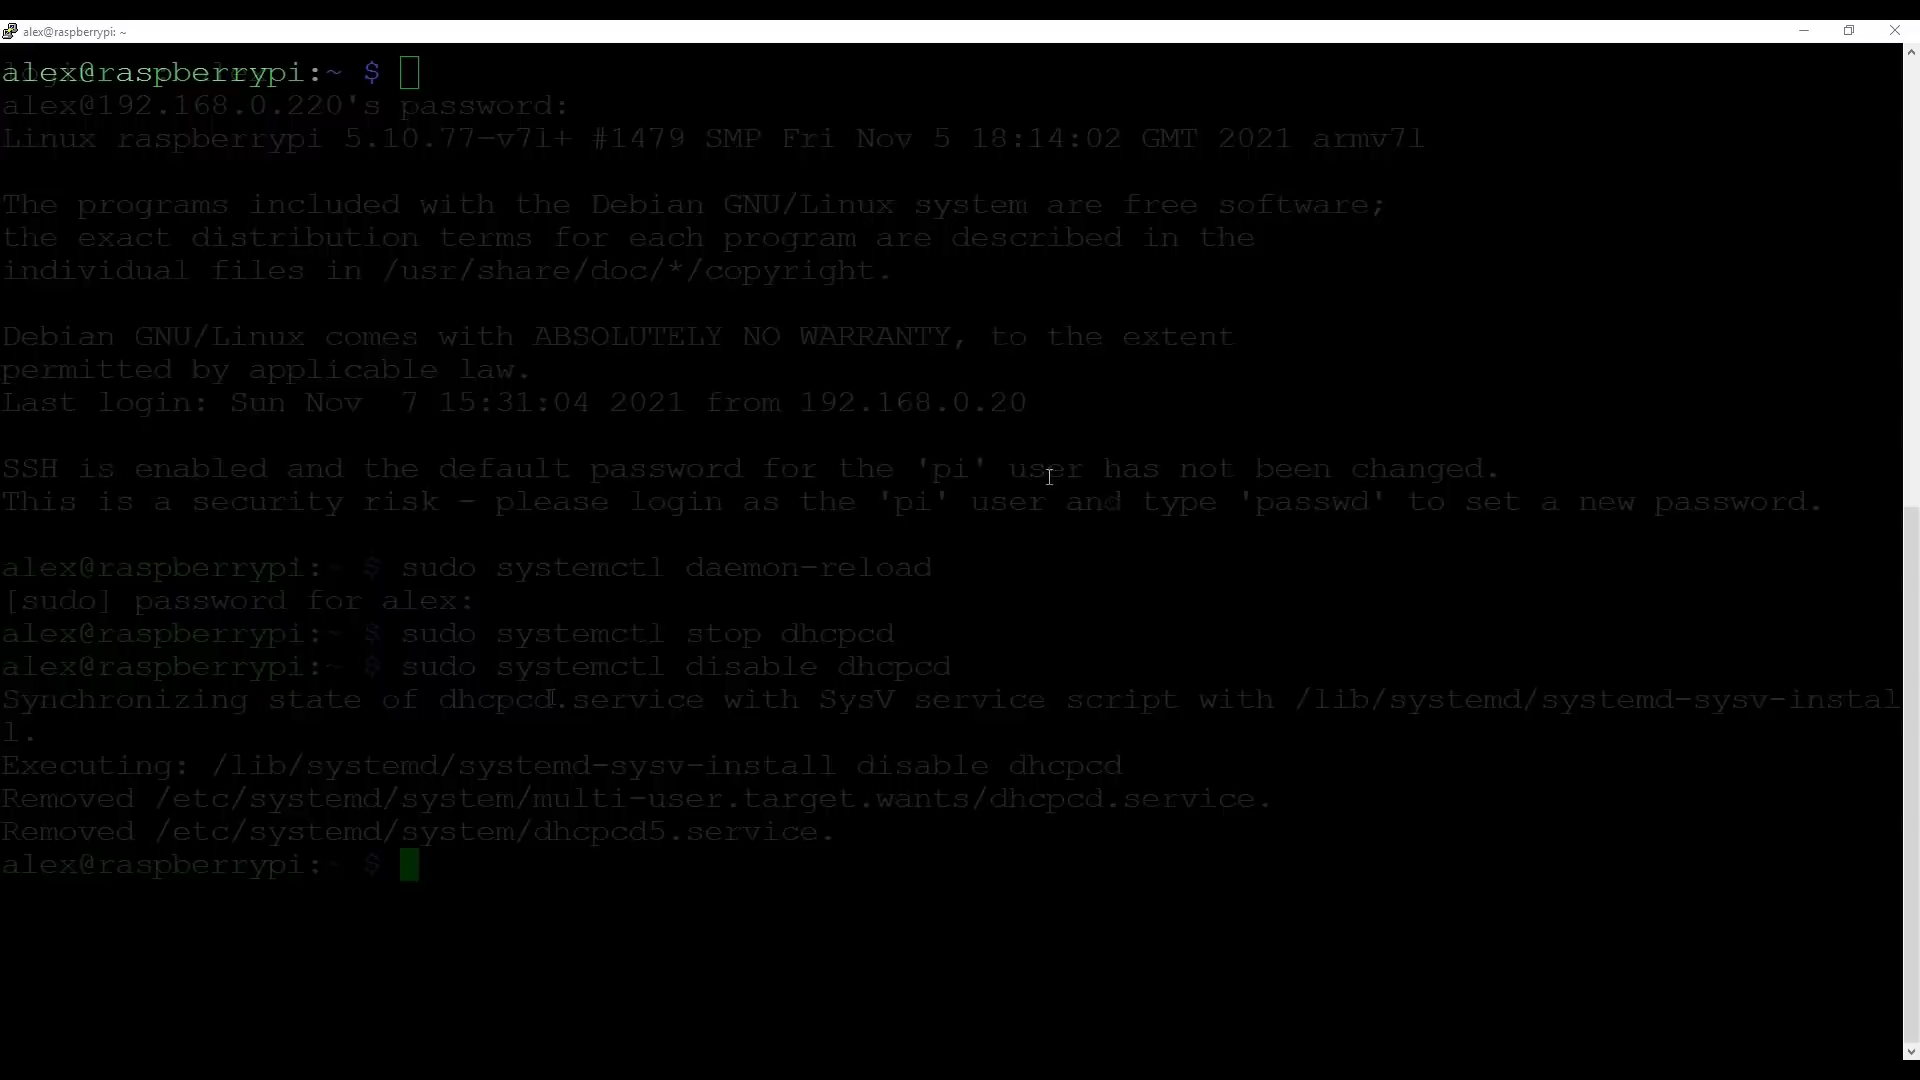 alex@raspberrypi: ~
alex@raspberrypi:~ $
alex@192.168.0.220's password:
Linux raspberrypi 5.10.77-v7l+ #1479 SMP Fri Nov 5 18:14:02 GMT 2021 armv7l
The programs included with the Debian GNU/Linux system are free software;
the exact distribution terms for each program are described in the
individual files in /usr/share/doc/*/copyright.
Debian GNU/Linux comes with ABSOLUTELY NO WARRANTY, to the extent
permitted by applicable law.
Last login: Sun Nov  7 15:31:04 2021 from 192.168.0.20
SSH is enabled and the default password for the 'pi' user has not been changed.
This is a security risk - please login as the 'pi' user and type 'passwd' to set a new password.
alex@raspberrypi:~ $ sudo systemctl daemon-reload
[sudo] password for alex:
alex@raspberrypi:~ $ sudo systemctl stop dhcpcd
alex@raspberrypi:~ $ sudo systemctl disable dhcpcd
Synchronizing state of dhcpcd.service with SysV service script with /lib/systemd/systemd-sysv-instal
l.
Executing: /lib/systemd/systemd-sysv-install disable dhcpcd
Removed /etc/systemd/system/multi-user.target.wants/dhcpcd.service.
Removed /etc/systemd/system/dhcpcd5.service.
alex@raspberrypi:~ $